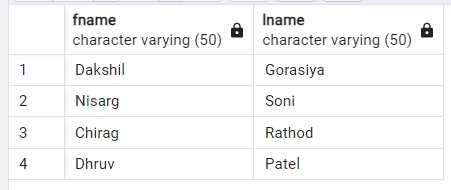 fname lname
character varying (50) character varying (50)
1 Dakshil Gorasiya
2 Nisarg Soni
3 Chirag Rathod
4 Dhruv Patel